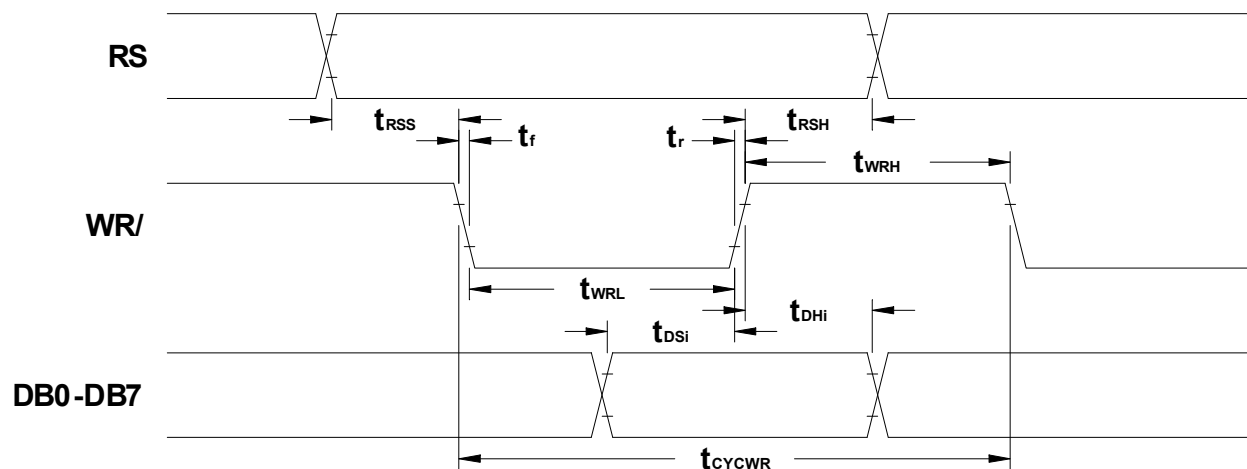 RS
tRSS
tf
tr
tRSH
tWRH
WR/
tWRL
tDHi
tDSi
DB0-DB7
tCYCWR